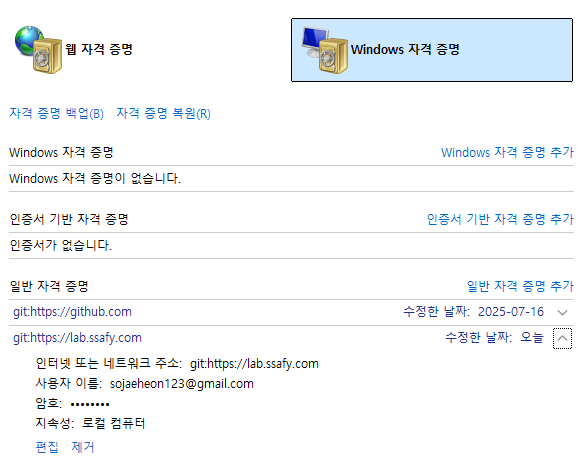 웹 자격 증명
Windows 자격 증명
자격 증명 백업(B) 자격 증명 복원(R)
Windows 자격 증명 Windows 자격 증명 추가
Windows 자격 증명이 없습니다.
인증서 기반 자격 증명 인증서 기반 자격 증명 추가
인증서가 없습니다.
일반 자격 증명 일반 자격 증명 추가
git:https://github.com 수정한 날짜: 2025-07-16
git:https://lab.ssafy.com 수정한 날짜: 오늘
인터넷 또는 네트워크 주소: git:https://lab.ssafy.com
사용자 이름: sojaeheon123@gmail.com
암호: ••••••••
지속성: 로컬 컴퓨터
편집 제거